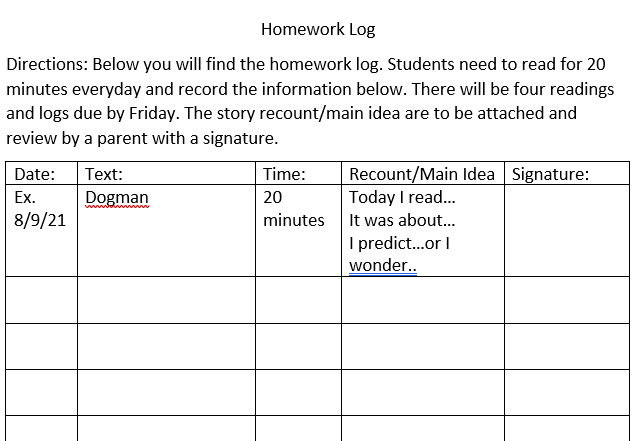 Homework Log
Directions: Below you will find the homework log. Students need to read for 20
minutes everyday and record the information below. There will be four readings
and logs due by Friday. The story recount/main idea are to be attached and
review by a parent with a signature.
Date: Text: Time: Recount/Main Idea Signature:
Ex. Dogman 20 Today I read...
8/9/21 minutes It was about...
I predict...or I
wonder..